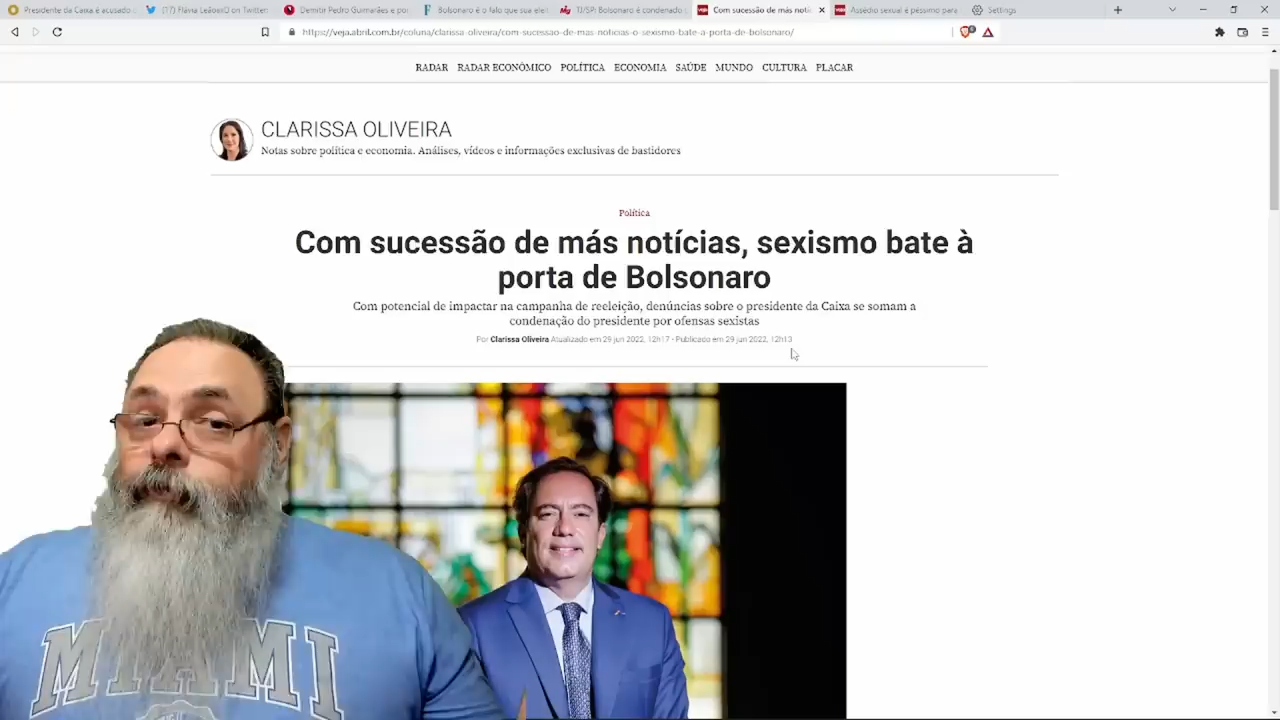 Presidente da Caixa é acusado
(17) Flávia Leão
on Twitter
Demitir Pedro Guimarães é po
Bolsonaro é o falo que sua elei
TJ/SP: Bolsonaro é condenado
Com sucessão de más notí
Assédio sexual é péssimo para
Settings
https://veja.abril.com.br/coluna/clarissa-oliveira/com-sucessao-de-mas-noticias-o-sexismo-bate-a-porta-de-bolsonaro/
RADAR RADAR ECONÔMICO POLÍTICA ECONOMIA SAÚDE MUNDO CULTURA PLACAR
CLARISSA OLIVEIRA
Notas sobre política e economia. Análises, vídeos e informações exclusivas de bastidores
Política
Com sucessão de más notícias, sexismo bate à
porta de Bolsonaro
Com potencial de impactar na campanha de reeleição, denúncias sobre o presidente da Caixa se somam a
condenação do presidente por ofensas sexistas
Por Clarissa Oliveira Atualizado em 29 jun 2022, 12h17 - Publicado em 29 jun 2022, 12h13
MIAMI